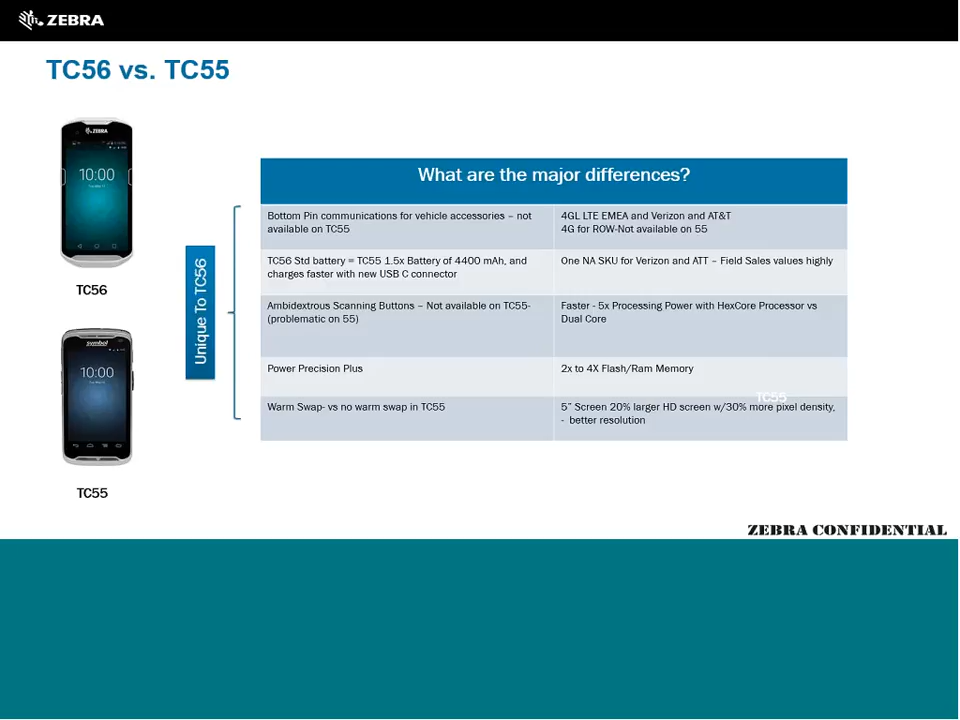 ZEBRA
TC56 vs. TC55
ZEBRA
10:00
TC56
symbol
10:00
TC55
Unique To TC56
What are the major differences?
Bottom Pin communications for vehicle accessories – not
available on TC55
4GL LTE EMEA and Verizon and AT&T
4G for ROW-Not available on 55
TC56 Std battery = TC55 1.5x Battery of 4400 mAh, and
charges faster with new USB C connector
One NA SKU for Verizon and ATT – Field Sales values highly
Ambidextrous Scanning Buttons – Not available on TC55-
(problematic on 55)
Faster - 5x Processing Power with HexCore Processor vs
Dual Core
Power Precision Plus
2x to 4X Flash/Ram Memory
TC55
Warm Swap- vs no warm swap in TC55
5” Screen 20% larger HD screen w/30% more pixel density,
- better resolution
ZEBRA CONFIDENTIAL